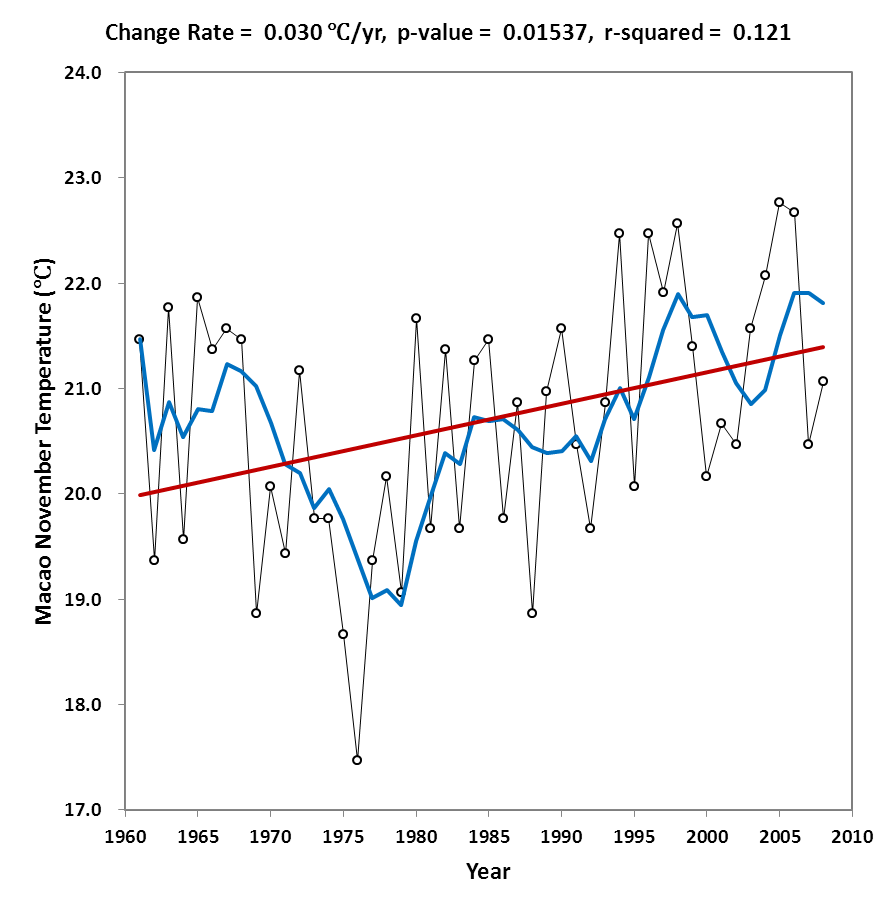 Change Rate = 0.030 °C/yr, p-value = 0.01537, r-squared = 0.121
24.0
23.0
22.0
21.0
20.0
19.0
18.0
17.0
Macao November Temperature (°C)
1960 1965 1970 1975 1980 1985 1990 1995 2000 2005 2010
Year